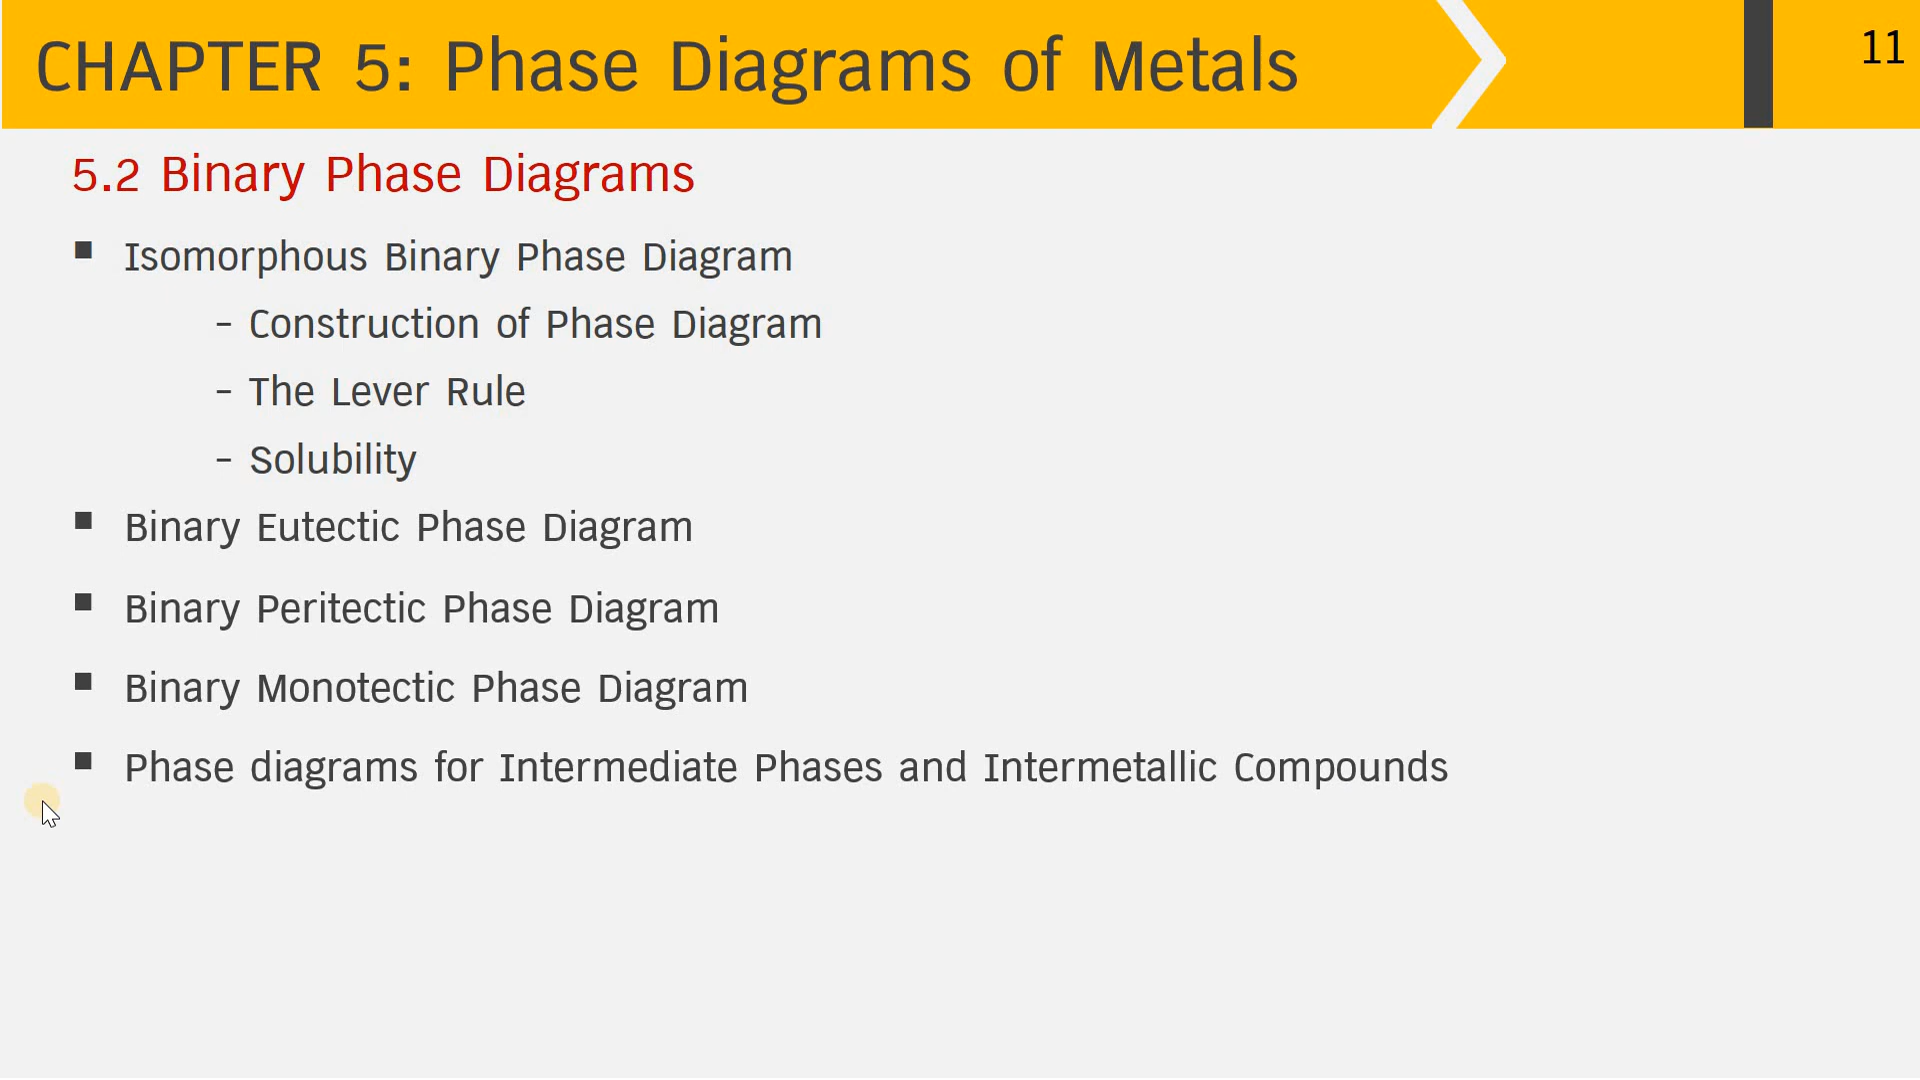 CHAPTER 5: Phase Diagrams of Metals
11
5.2 Binary Phase Diagrams
▪ Isomorphous Binary Phase Diagram
– Construction of Phase Diagram
– The Lever Rule
– Solubility
▪ Binary Eutectic Phase Diagram
▪ Binary Peritectic Phase Diagram
▪ Binary Monotectic Phase Diagram
▪ Phase diagrams for Intermediate Phases and Intermetallic Compounds